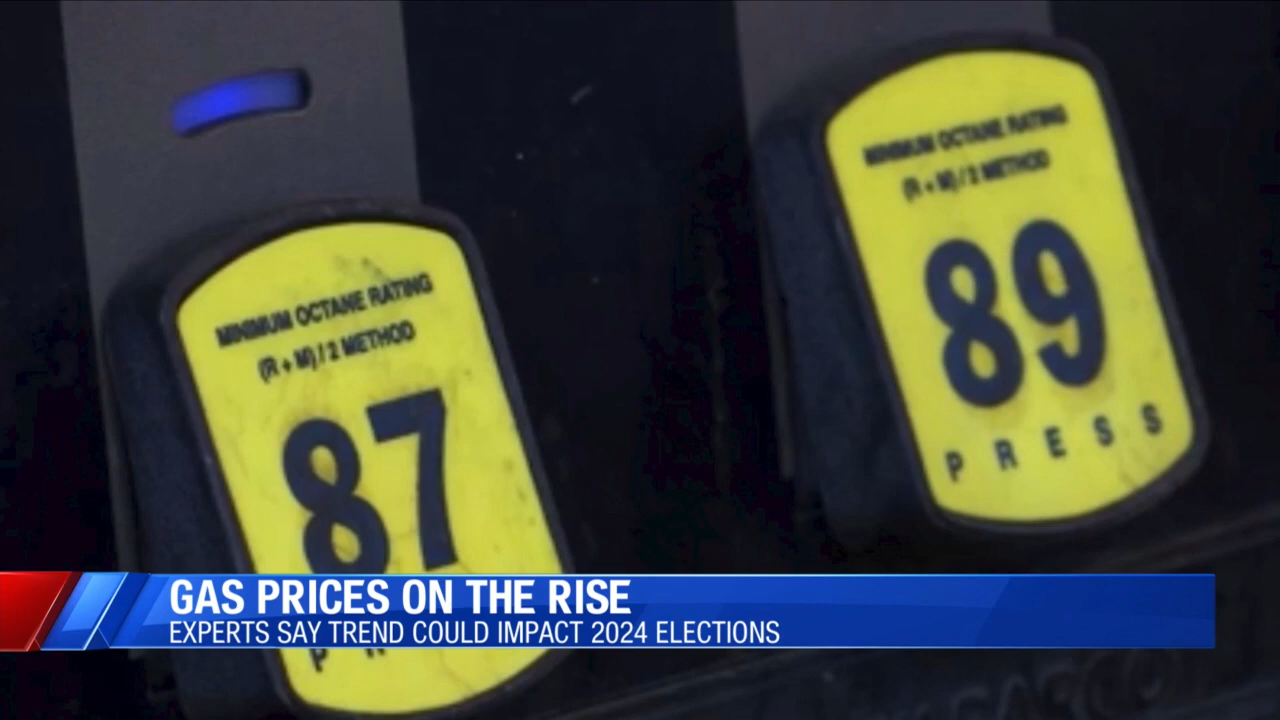 MINIMUM OCTANE RATING
(R + M) / 2 METHOD
87
MINIMUM OCTANE RATING
(R + M) / 2 METHOD
89
PRESS
GAS PRICES ON THE RISE
EXPERTS SAY TREND COULD IMPACT 2024 ELECTIONS